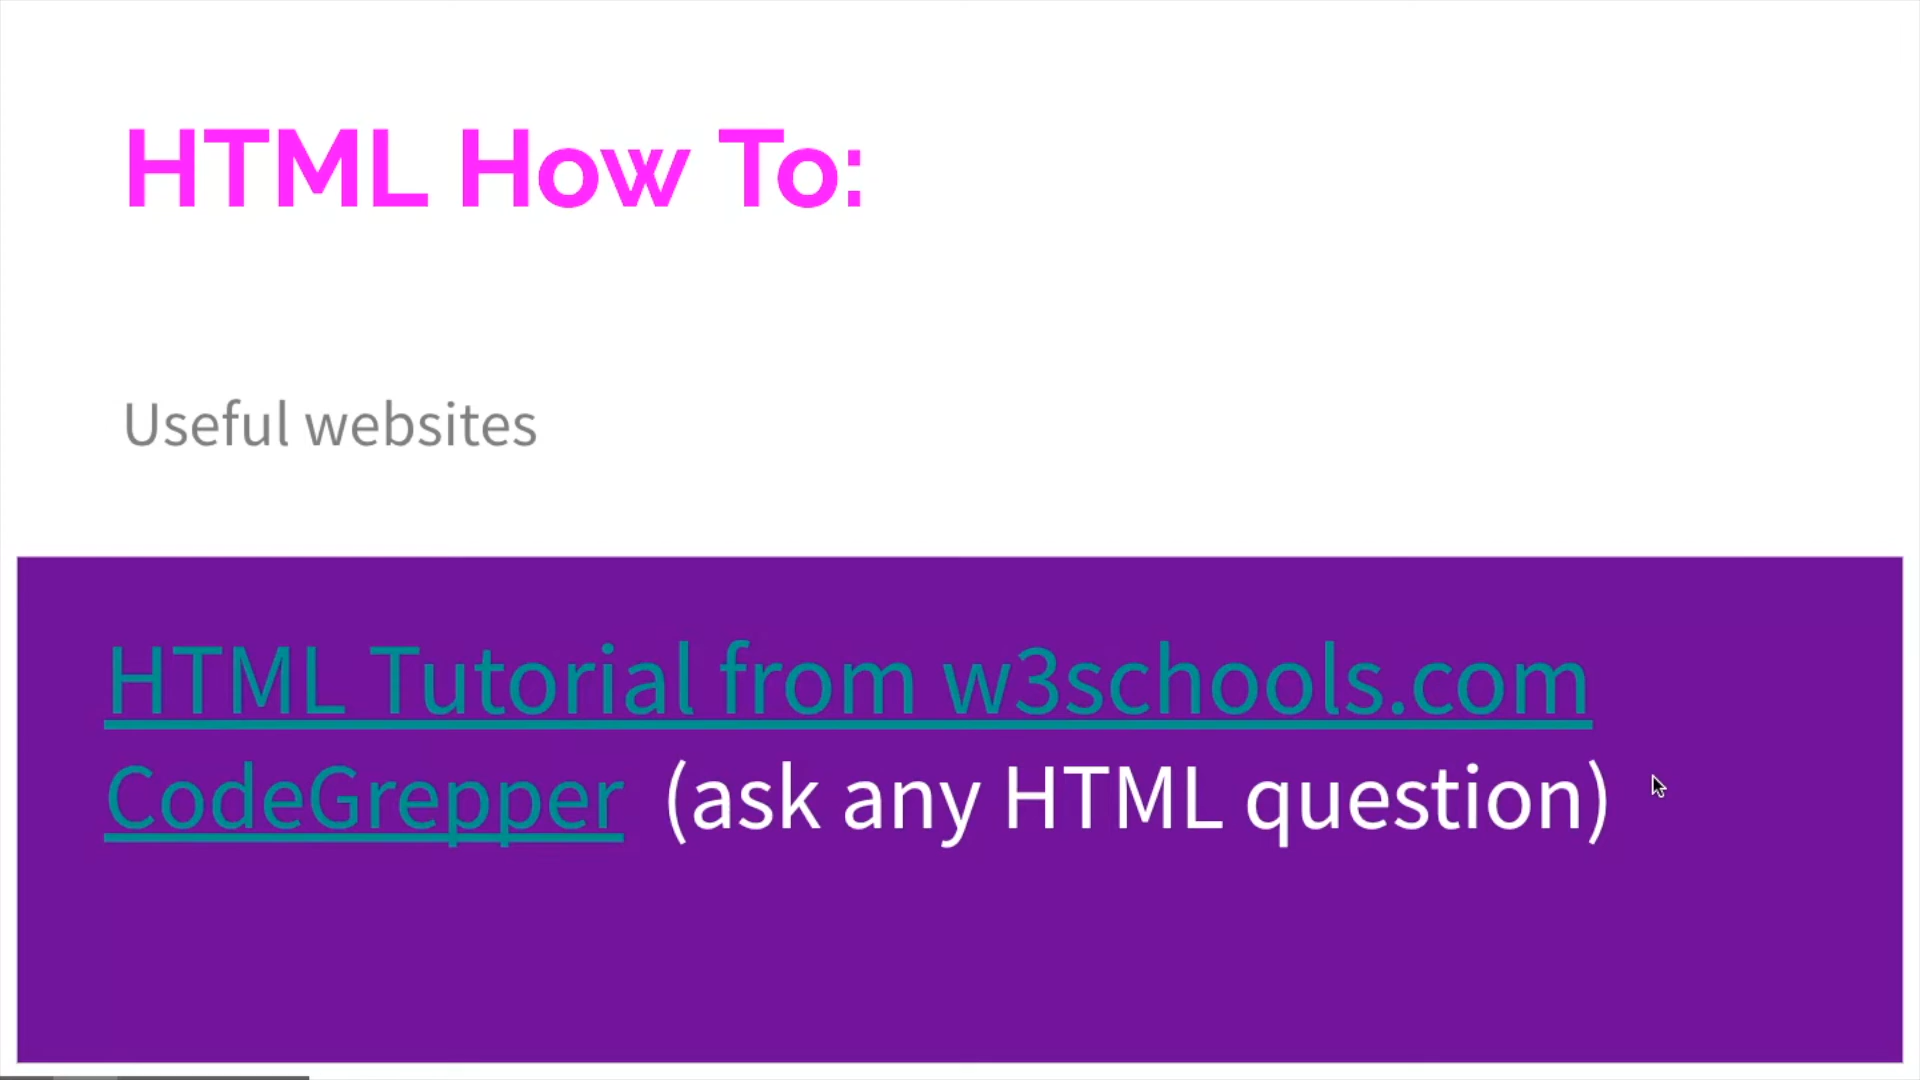 HTML How To:
Useful websites
HTML Tutorial from w3schools.com
CodeGrepper (ask any HTML question)